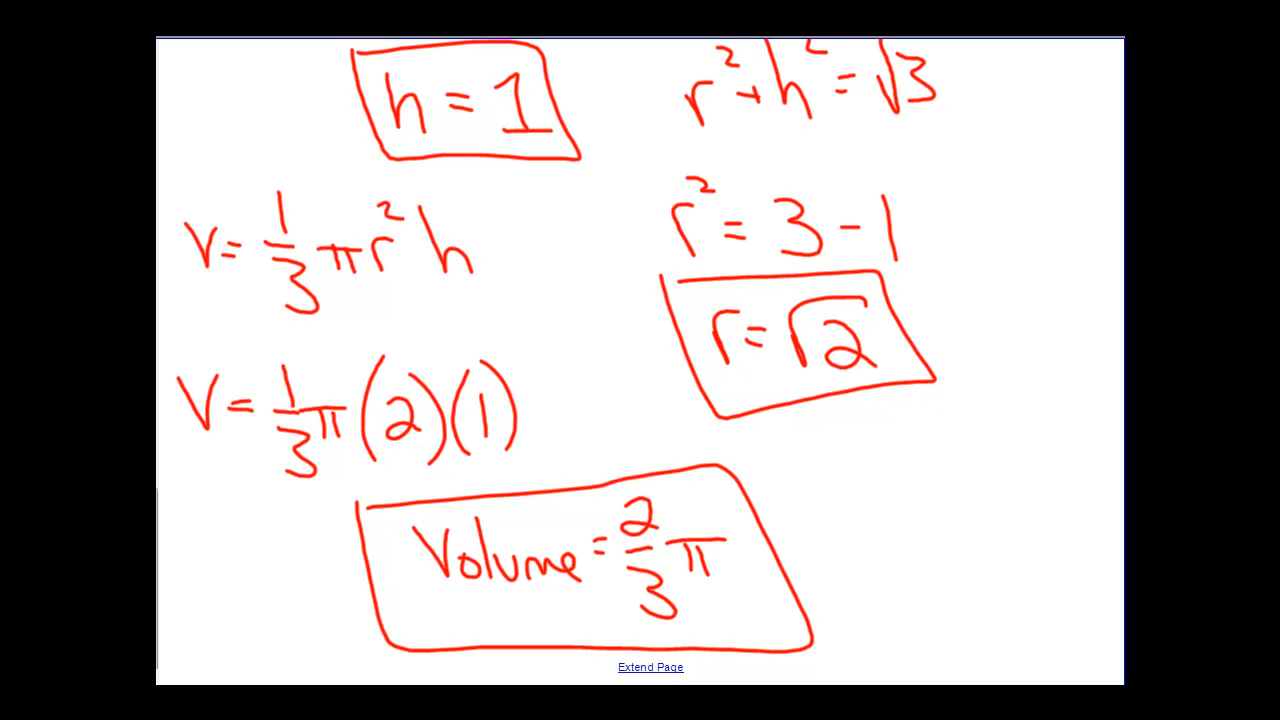 h = 1
r² + h² = √3
V = 1/3 πr² h
r² = 3 - 1
r = √2
V = 1/3 π (2)(1)
Volume = 2/3 π
Extend Page